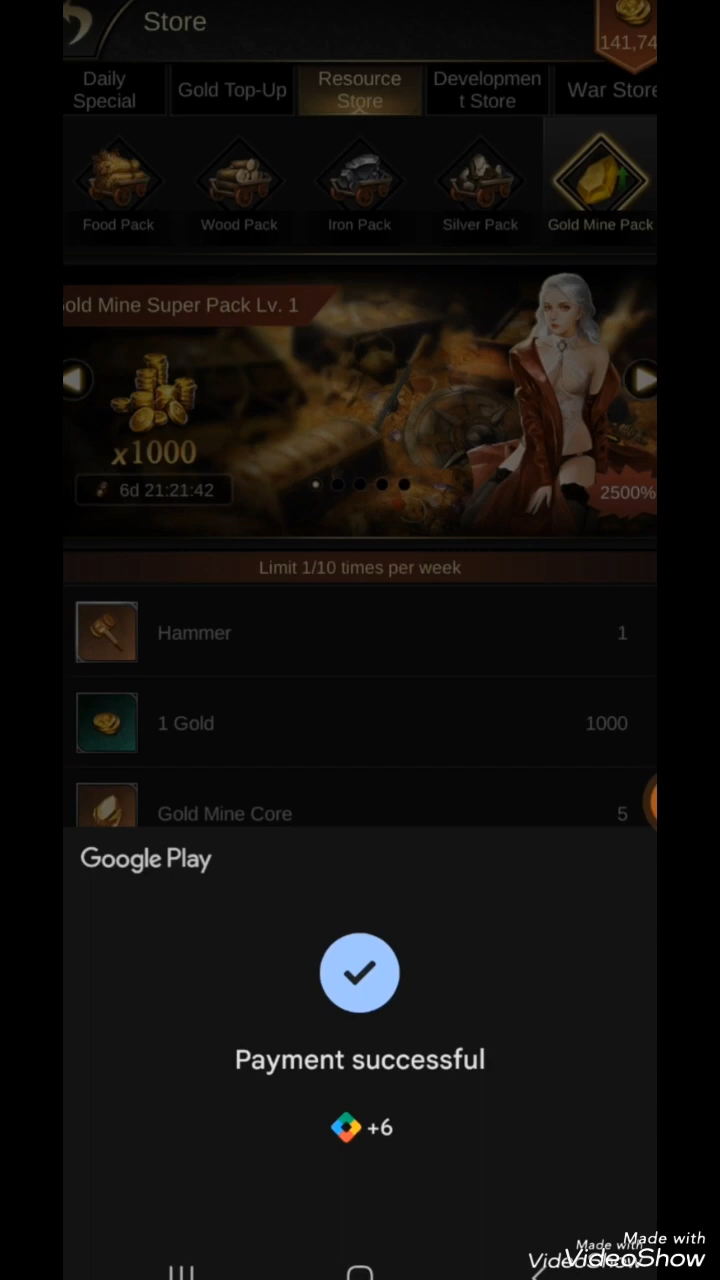 Store
141,74
Daily
Special
Gold Top-Up
Resource
Store
Developmen
t Store
War Store
Food Pack
Wood Pack
Iron Pack
Silver Pack
Gold Mine Pack
old Mine Super Pack Lv. 1
x1000
6d 21:21:42
2500%
Limit 1/10 times per week
Hammer 1
1 Gold 1000
Gold Mine Core 5
Google Play
Payment successful
+6
Made with
VideoShow
Made with
VideoShow